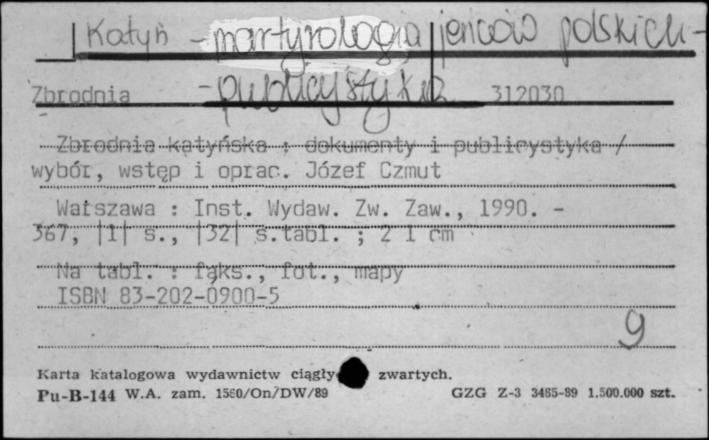 Katyń - martyrologia jeńców polskich -
- publicystyka
Zbrodnia 312030
Zbrodnia katyńska : dokumenty i publicystyka /
wybór, wstęp i oprac. Józef Czmut
Warszawa : Inst. Wydaw. Zw. Zaw., 1990. -
367, |1| s., |32| s.tabl. ; 21 cm
Na tabl. : faks., fot., mapy
ISBN 83-202-0900-5
9
Karta katalogowa wydawnictw ciągły zwartych.
Pu-B-144 W.A. zam. 1560/On/DW/89 GZG Z-3 3465-89 1.500.000 szt.